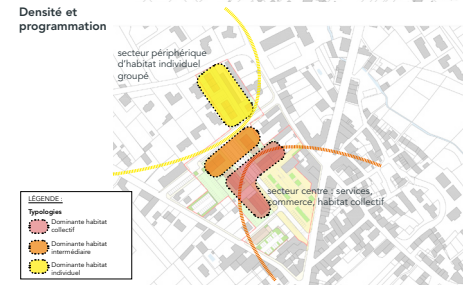 Densité et
programmation
secteur périphérique
d'habitat individuel
groupé
secteur centre : services,
commerce, habitat collectif
LÉGENDE :
Typologies
Dominante habitat
collectif
Dominante habitat
intermédiaire
Dominante habitat
individuel